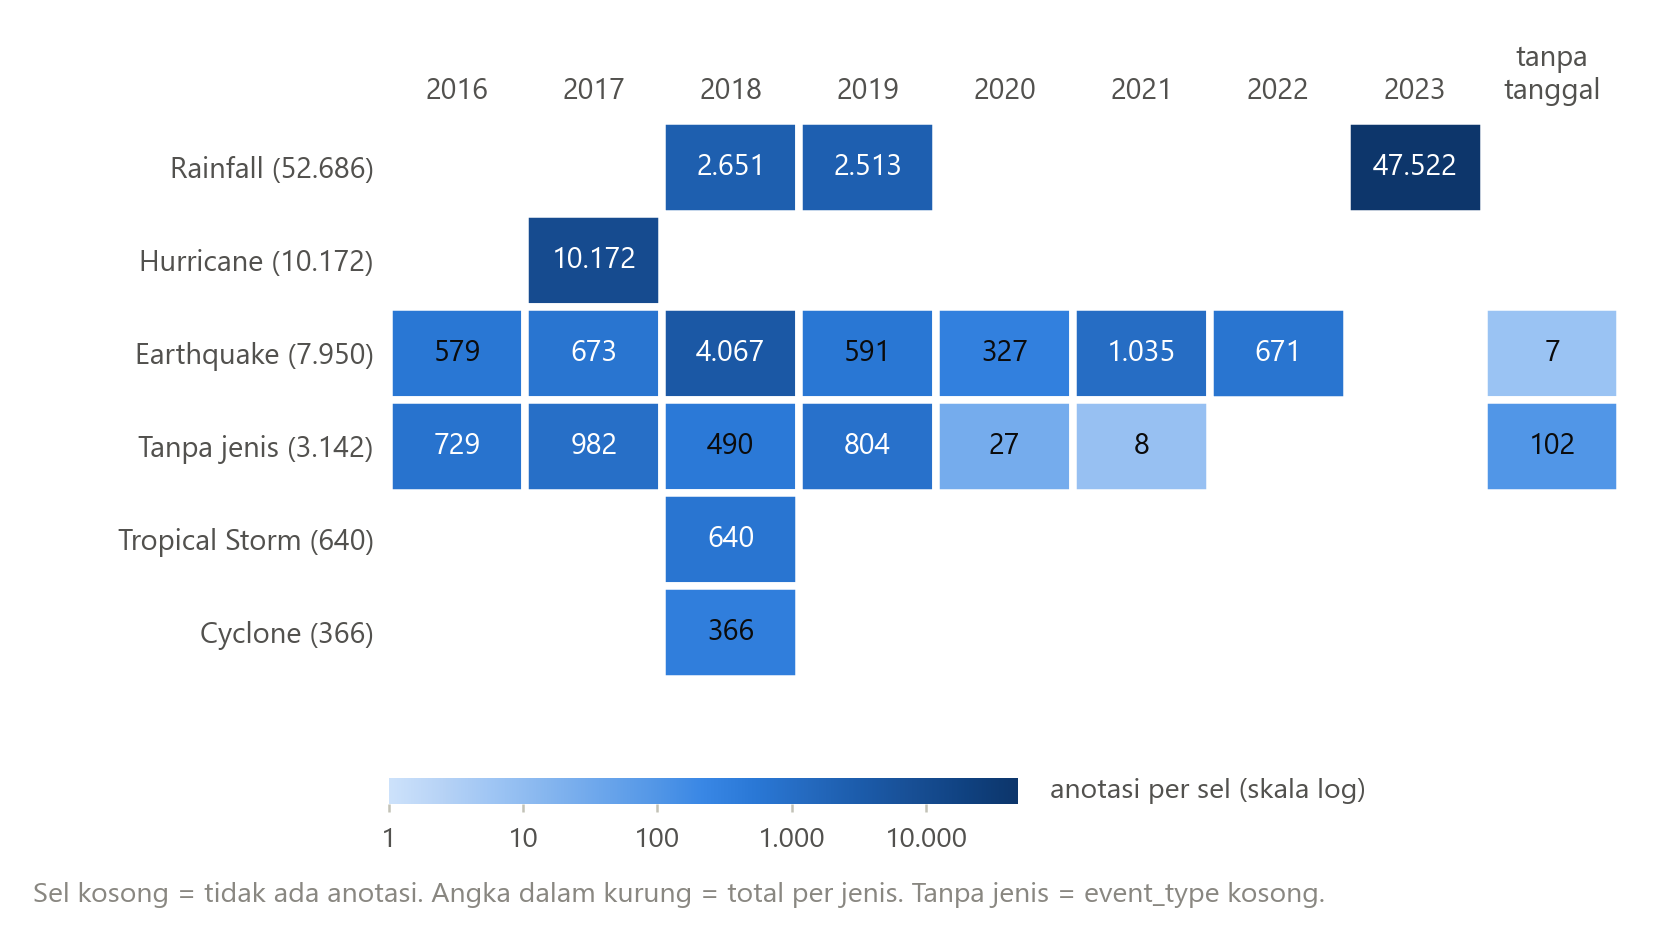 tanpa
2016 2017 2018 2019 2020 2021 2022 2023 tanggal
Rainfall (52.686) 2.651 2.513 47.522
Hurricane (10.172) 10.172
Earthquake (7.950) 579 673 4.067 591 327 1.035 671 7
Tanpa jenis (3.142) 729 982 490 804 27 8 102
Tropical Storm (640) 640
Cyclone (366) 366
anotasi per sel (skala log)
1 10 100 1.000 10.000
Sel kosong = tidak ada anotasi. Angka dalam kurung = total per jenis. Tanpa jenis = event_type kosong.